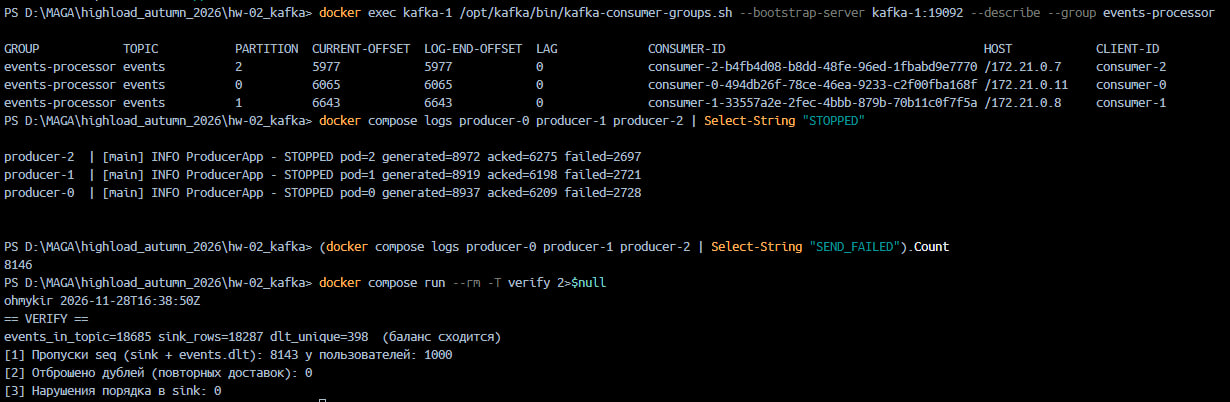 PS D:\MAGA\highload_autumn_2026\hw-02_kafka> docker exec kafka-1 /opt/kafka/bin/kafka-consumer-groups.sh --bootstrap-server kafka-1:19092 --describe --group events-processor
GROUP TOPIC PARTITION CURRENT-OFFSET LOG-END-OFFSET LAG CONSUMER-ID HOST CLIENT-ID
events-processor events 2 5977 5977 0 consumer-2-b4fb4d08-b8dd-48fe-96ed-1fbabd9e7770 /172.21.0.7 consumer-2
events-processor events 0 6065 6065 0 consumer-0-494db26f-78ce-46ea-9233-c2f00fba168f /172.21.0.11 consumer-0
events-processor events 1 6643 6643 0 consumer-1-33557a2e-2fec-4bbb-879b-70b11c0f7f5a /172.21.0.8 consumer-1
PS D:\MAGA\highload_autumn_2026\hw-02_kafka> docker compose logs producer-0 producer-1 producer-2 | Select-String "STOPPED"
producer-2 | [main] INFO ProducerApp - STOPPED pod=2 generated=8972 acked=6275 failed=2697
producer-1 | [main] INFO ProducerApp - STOPPED pod=1 generated=8919 acked=6198 failed=2721
producer-0 | [main] INFO ProducerApp - STOPPED pod=0 generated=8937 acked=6209 failed=2728
PS D:\MAGA\highload_autumn_2026\hw-02_kafka> (docker compose logs producer-0 producer-1 producer-2 | Select-String "SEND_FAILED").Count
8146
PS D:\MAGA\highload_autumn_2026\hw-02_kafka> docker compose run --rm -T verify 2>$null
ohmykir 2026-11-28T16:38:50Z
== VERIFY ==
events_in_topic=18685 sink_rows=18287 dlt_unique=398 (баланс сходится)
[1] Пропуски seq (sink + events.dlt): 8143 у пользователей: 1000
[2] Отброшено дублей (повторных доставок): 0
[3] Нарушения порядка в sink: 0